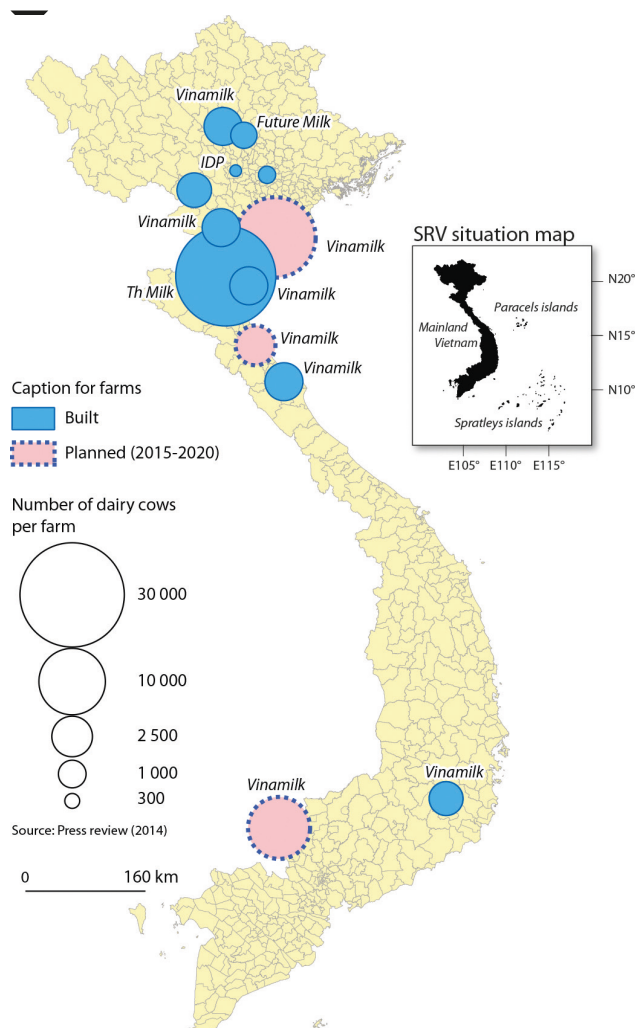 Vinamilk
Future Milk
IDP
Vinamilk
Vinamilk
Th Milk
Vinamilk
Vinamilk
Vinamilk
SRV situation map
N20°
Paracels islands
Mainland
Vietnam
N15°
N10°
Spratleys islands
E105° E110° E115°
Caption for farms
Built
Planned (2015-2020)
Number of dairy cows
per farm
30 000
10 000
2 500
1 000
300
Source: Press review (2014)
0 160 km
Vinamilk
Vinamilk